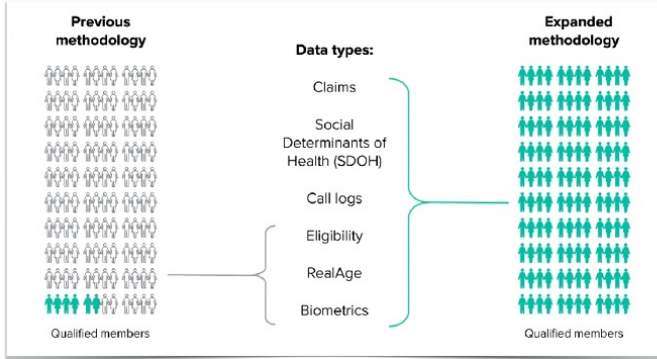 Previous
methodology
Qualified members
Data types:
Claims
Social
Determinants of
Health (SDOH)
Call logs
Eligibility
RealAge
Biometrics
Expanded
methodology
Qualified members